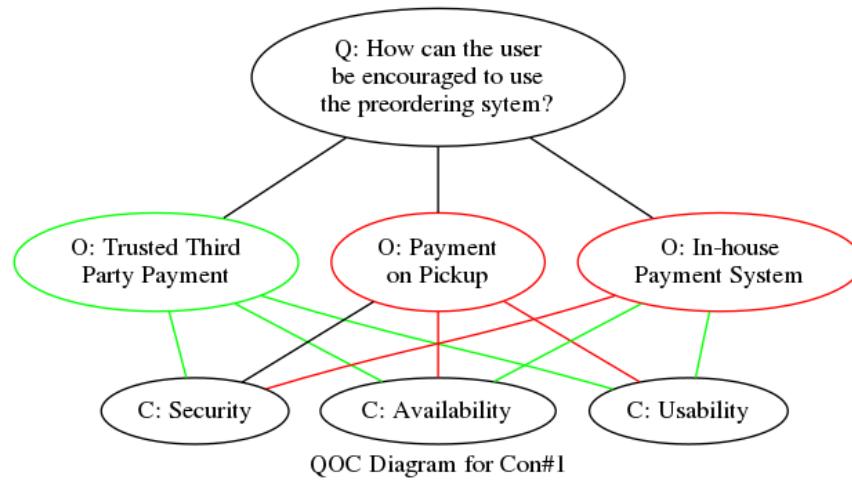 Q: How can the user
be encouraged to use
the preordering sytem?
O: Trusted Third
Party Payment
O: Payment
on Pickup
O: In-house
Payment System
C: Security
C: Availability
C: Usability
QOC Diagram for Con#1